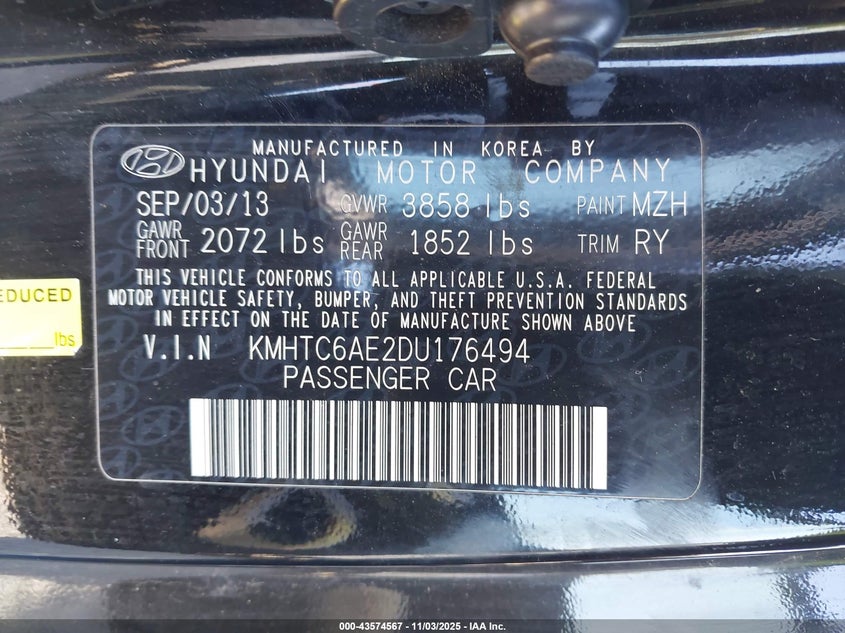 MANUFACTURED IN KOREA BY
HYUNDAI MOTOR COMPANY
SEP/03/13 GVWR 3858 lbs PAINT MZH
GAWR FRONT 2072 lbs GAWR REAR 1852 lbs TRIM RY
THIS VEHICLE CONFORMS TO ALL APPLICABLE U.S.A. FEDERAL
MOTOR VEHICLE SAFETY, BUMPER, AND THEFT PREVENTION STANDARDS
IN EFFECT ON THE DATE OF MANUFACTURE SHOWN ABOVE
V.I.N KMHTC6AE2DU176494
PASSENGER CAR
EDUCED
lbs
000-43574567 - 11/03/2025 - IAA Inc.